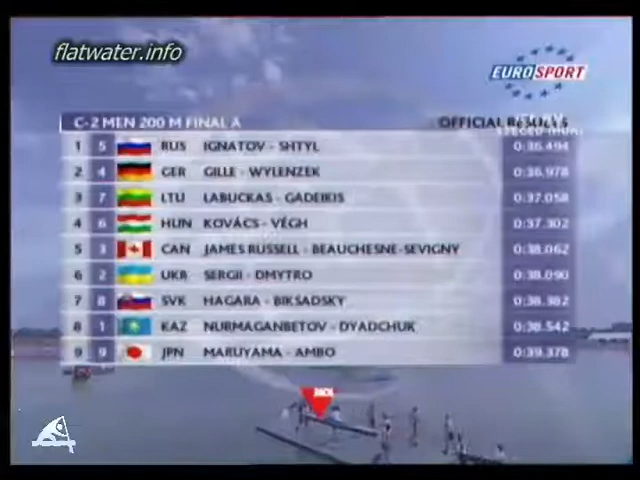 flatwater.info
EUROSPORT
C-2 MEN 200 M FINAL A OFFICIAL RESULTS
SZEGED (HUN)
1 5 RUS IGNATOV - SHTYL 0:36.494
2 4 GER GILLE - WYLENZEK 0:36.978
3 7 LTU LABUCKAS - GADEIKIS 0:37.058
4 6 HUN KOVÁCS - VÉGH 0:37.302
5 3 CAN JAMES RUSSELL - BEAUCHESNE-SEVIGNY 0:38.062
6 2 UKR SERGII - DMYTRO 0:38.090
7 8 SVK HAGARA - BIKSADSKY 0:38.382
8 1 KAZ NURMAGANBETOV - DYADCHUK 0:38.542
9 9 JPN MARUYAMA - AMBO 0:39.378